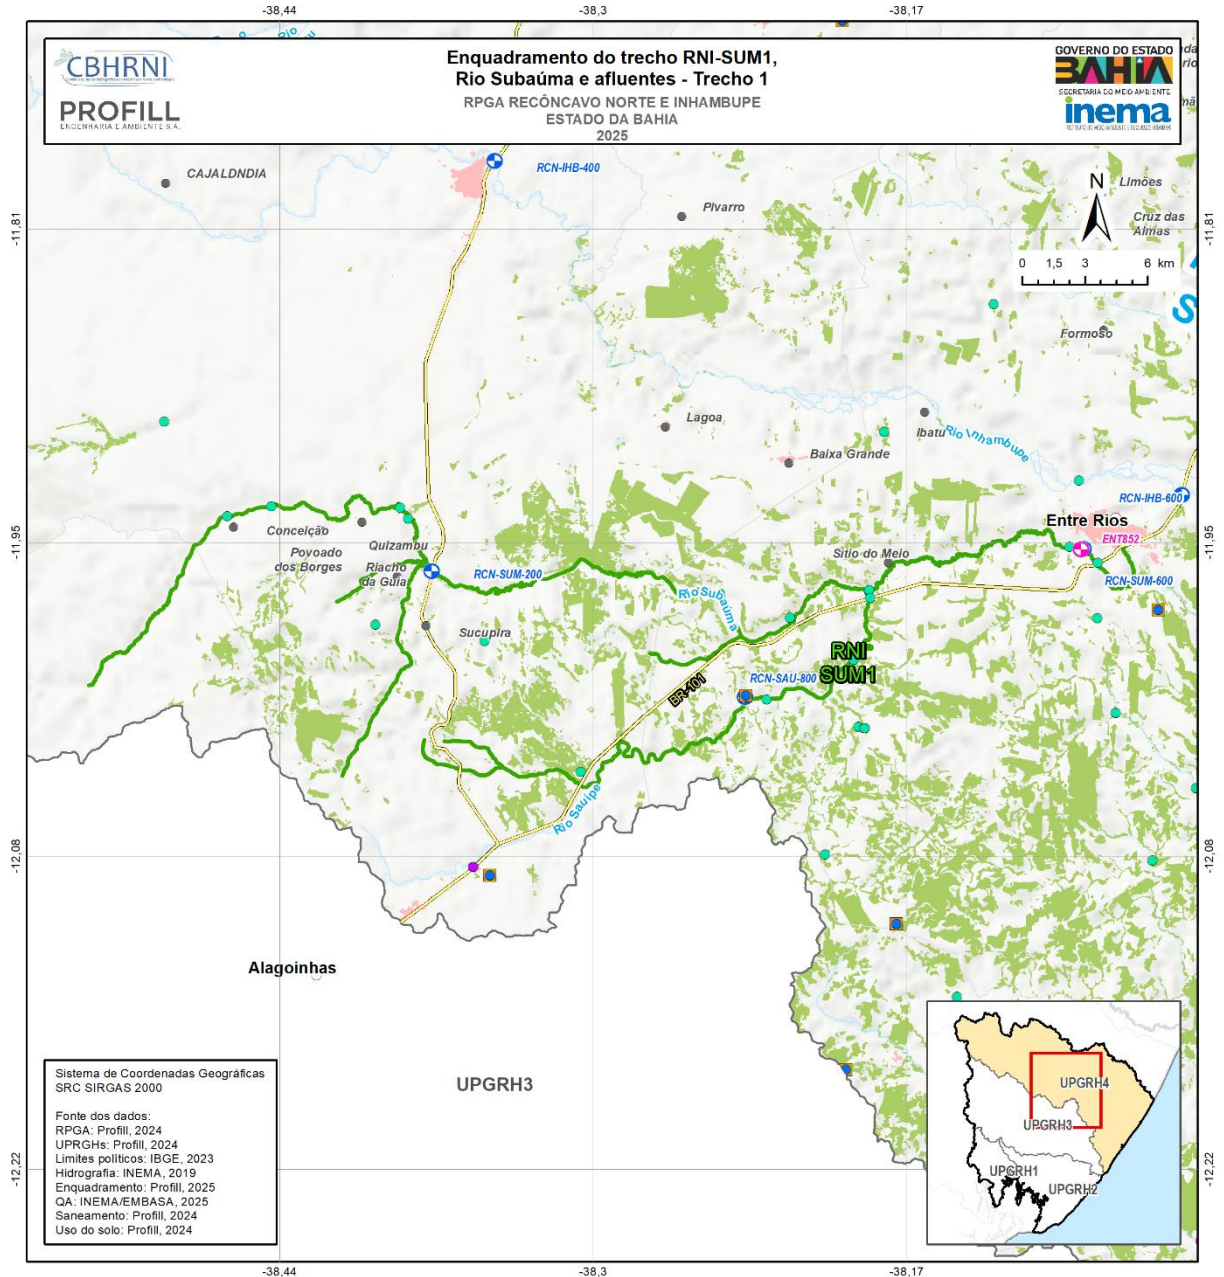 -38,44
-38,3
-38,17
CBHRNI
PROFILL
ENGENHARIA E AMBIENTE S.A.
Enquadramento do trecho RNI-SUM1,
Rio Subaúma e afluentes - Trecho 1
RPGA RECÔNCAVO NORTE E INHAMBUPE
ESTADO DA BAHIA
2025
GOVERNO DO ESTADO
BAHIA
SECRETARIA DO MEIO AMBIENTE
inema
INSTITUTO DO MEIO AMBIENTE E RECURSOS HÍDRICOS
RCN-IHB-400
CAJALDNDIA
N
Limões
Pivarro
Cruz das
Almas
-11,81
-11,81
0 1,5 3 6 km
S
Formoso
Lagoa
Ibatu
Rio Inhambupe
Baixa Grande
RCN-IHB-600
Entre Rios
ENT852
Conceição
-11,95
-11,95
Quizambu
Povoado
dos Borges
Riacho
da Guia
Sítio do Meio
RCN-SUM-200
RCN-SUM-600
Rio Subaúma
Sucupira
RNI
SUM1
RCN-SAU-800
BR-101
Rio Sauípe
-12,08
-12,08
Alagoinhas
UPGRH3
Sistema de Coordenadas Geográficas
SRC SIRGAS 2000
Fonte dos dados:
RPGA: Profill, 2024
UPRGHs: Profill, 2024
Limites políticos: IBGE, 2023
Hidrografia: INEMA, 2019
Enquadramento: Profill, 2025
QA: INEMA/EMBASA, 2025
Saneamento: Profill, 2024
Uso do solo: Profill, 2024
UPGRH4
UPGRH3
UPGRH1
UPGRH2
-12,22
-12,22
-38,44
-38,3
-38,17